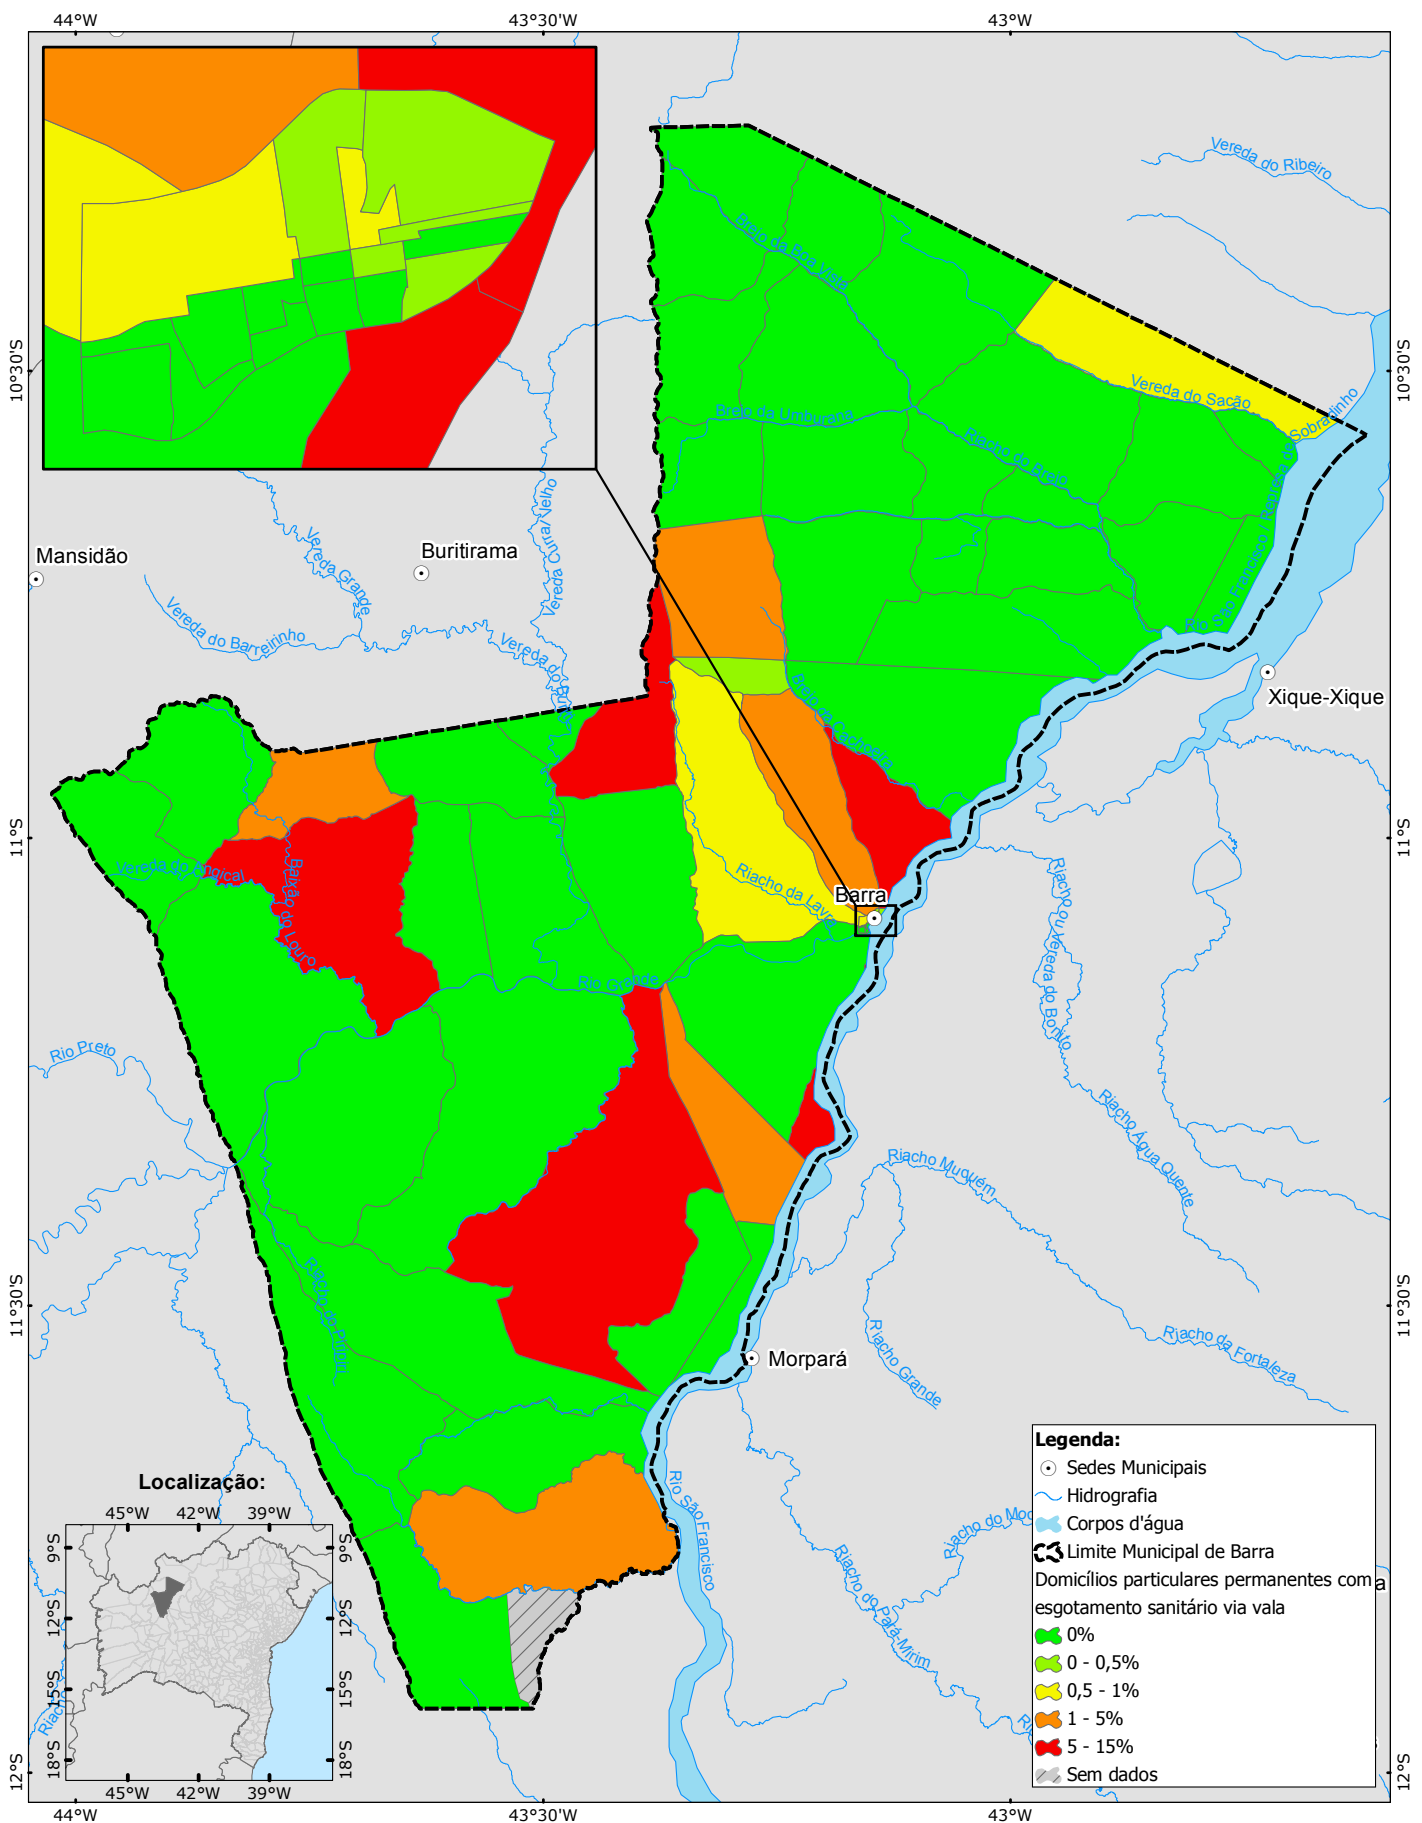 44°W
43°30'W
43°W
Vereda do Ribeiro
Brejo da Boa Vista
10°30'S
10°30'S
Vereda do Sacão
Rio São Francisco / Represa de Sobradinho
Brejo da Umburana
Riacho do Brejo
Vereda Curra Velho
Vereda Grande
Mansidão
Buritirama
Vereda do Barreirinho
Xique-Xique
Brejo da Cachoeira
11°S
11°S
Vereda do Anoical
Baixão do Louro
Riacho da Lavra
Barra
Riacho ou Vereda do Bonito
Rio Grande
Rio Preto
Riacho Água Quente
Riacho Muquém
Riacho do Piripiri
11°30'S
11°30'S
Riacho Grande
Riacho da Fortaleza
Morpará
Rio São Francisco
Riacho do Pará-Mirim
Localização:
45°W
42°W
39°W
9°S
9°S
12°S
12°S
15°S
15°S
18°S
18°S
45°W
42°W
39°W
Legenda:
Sedes Municipais
Hidrografia
Corpos d'água
Limite Municipal de Barra
Domicílios particulares permanentes com
esgotamento sanitário via vala
0%
0 - 0,5%
0,5 - 1%
1 - 5%
5 - 15%
Sem dados
12°S
12°S
44°W
43°30'W
43°W